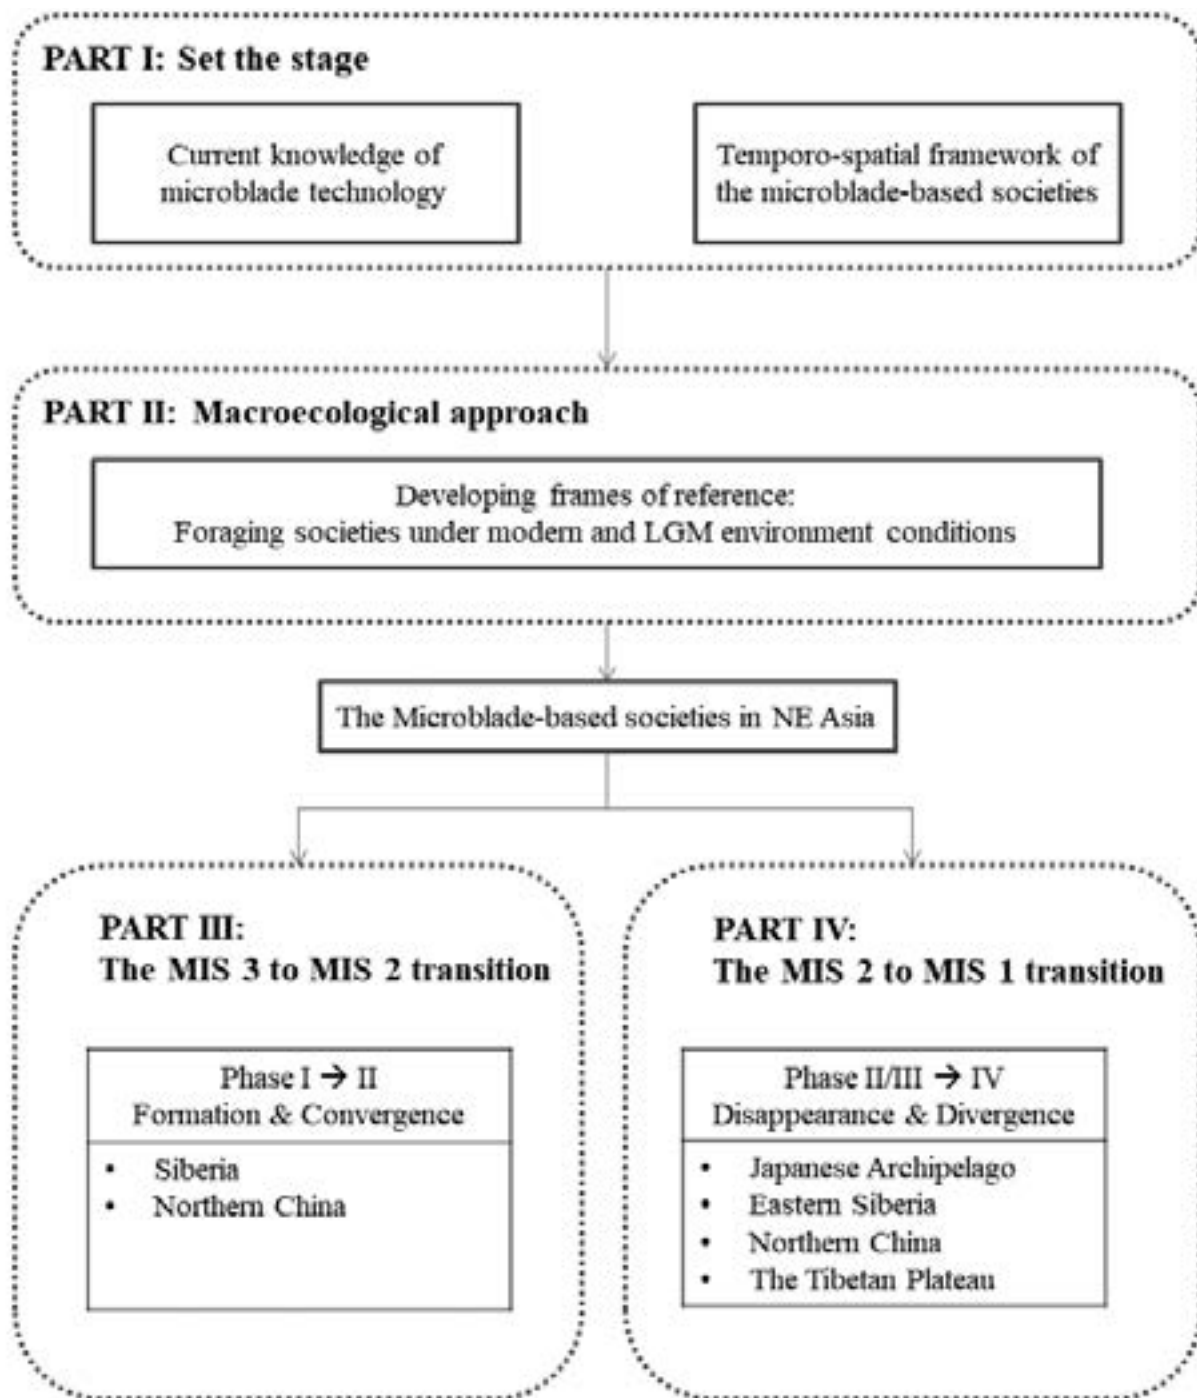 PART I: Set the stage
Current knowledge of
microblade technology
Temporo-spatial framework of
the microblade-based societies
PART II: Macroecological approach
Developing frames of reference:
Foraging societies under modern and LGM environment conditions
The Microblade-based societies in NE Asia
PART III:
The MIS 3 to MIS 2 transition
Phase I → II
Formation & Convergence
• Siberia
• Northern China
PART IV:
The MIS 2 to MIS 1 transition
Phase II/III → IV
Disappearance & Divergence
• Japanese Archipelago
• Eastern Siberia
• Northern China
• The Tibetan Plateau